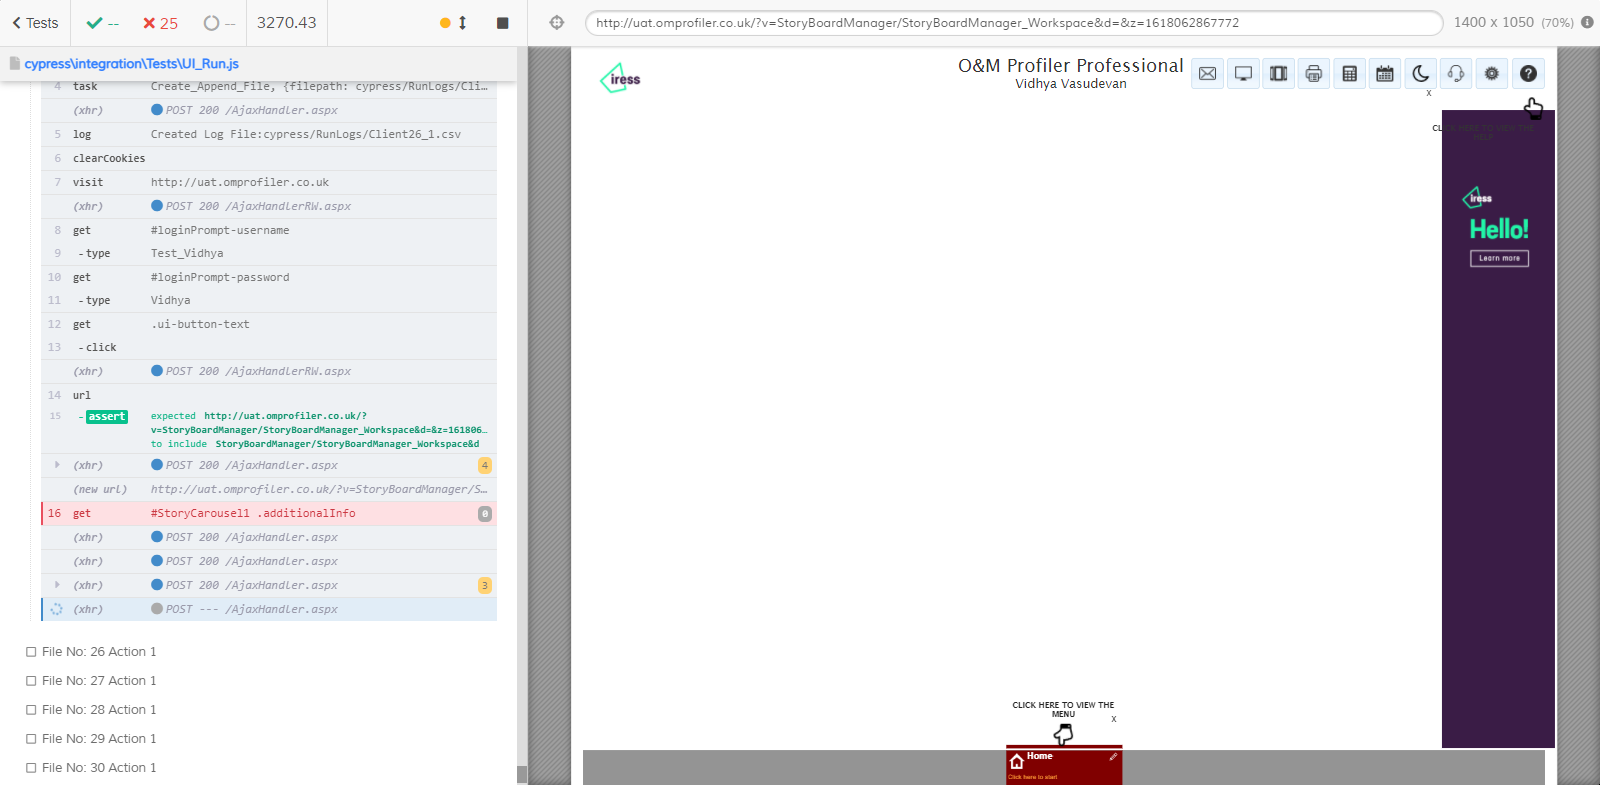 Tests
--
25
--
3270.43
http://uat.omprofiler.co.uk/?v=StoryBoardManager/StoryBoardManager_Workspace&d=&z=1618062867772
1400 x 1050 (70%)
cypress\integration\Tests\UI_Run.js
4 task Create_Append_File, {filepath: cypress/RunLogs/Cli...
(xhr) POST 200 /AjaxHandler.aspx
5 log Created Log File:cypress/RunLogs/Client26_1.csv
6 clearCookies
7 visit http://uat.omprofiler.co.uk
(xhr) POST 200 /AjaxHandlerRW.aspx
8 get #loginPrompt-username
9 -type Test_Vidhya
10 get #loginPrompt-password
11 -type Vidhya
12 get .ui-button-text
13 -click
(xhr) POST 200 /AjaxHandlerRW.aspx
14 url
15 -assert expected http://uat.omprofiler.co.uk/?
v=StoryBoardManager/StoryBoardManager_Workspace&d=&z=161806...
to include StoryBoardManager/StoryBoardManager_Workspace&d
(xhr) POST 200 /AjaxHandler.aspx 4
(new url) http://uat.omprofiler.co.uk/?v=StoryBoardManager/S...
16 get #StoryCarousel1 .additionalInfo 0
(xhr) POST 200 /AjaxHandler.aspx
(xhr) POST 200 /AjaxHandler.aspx
(xhr) POST 200 /AjaxHandler.aspx 3
(xhr) POST --- /AjaxHandler.aspx
File No: 26 Action 1
File No: 27 Action 1
File No: 28 Action 1
File No: 29 Action 1
File No: 30 Action 1
iress
O&M Profiler Professional
Vidhya Vasudevan
x
CLICK HERE TO VIEW THE
HELP
iress
Hello!
Learn more
CLICK HERE TO VIEW THE
MENU
x
Home
Click here to start